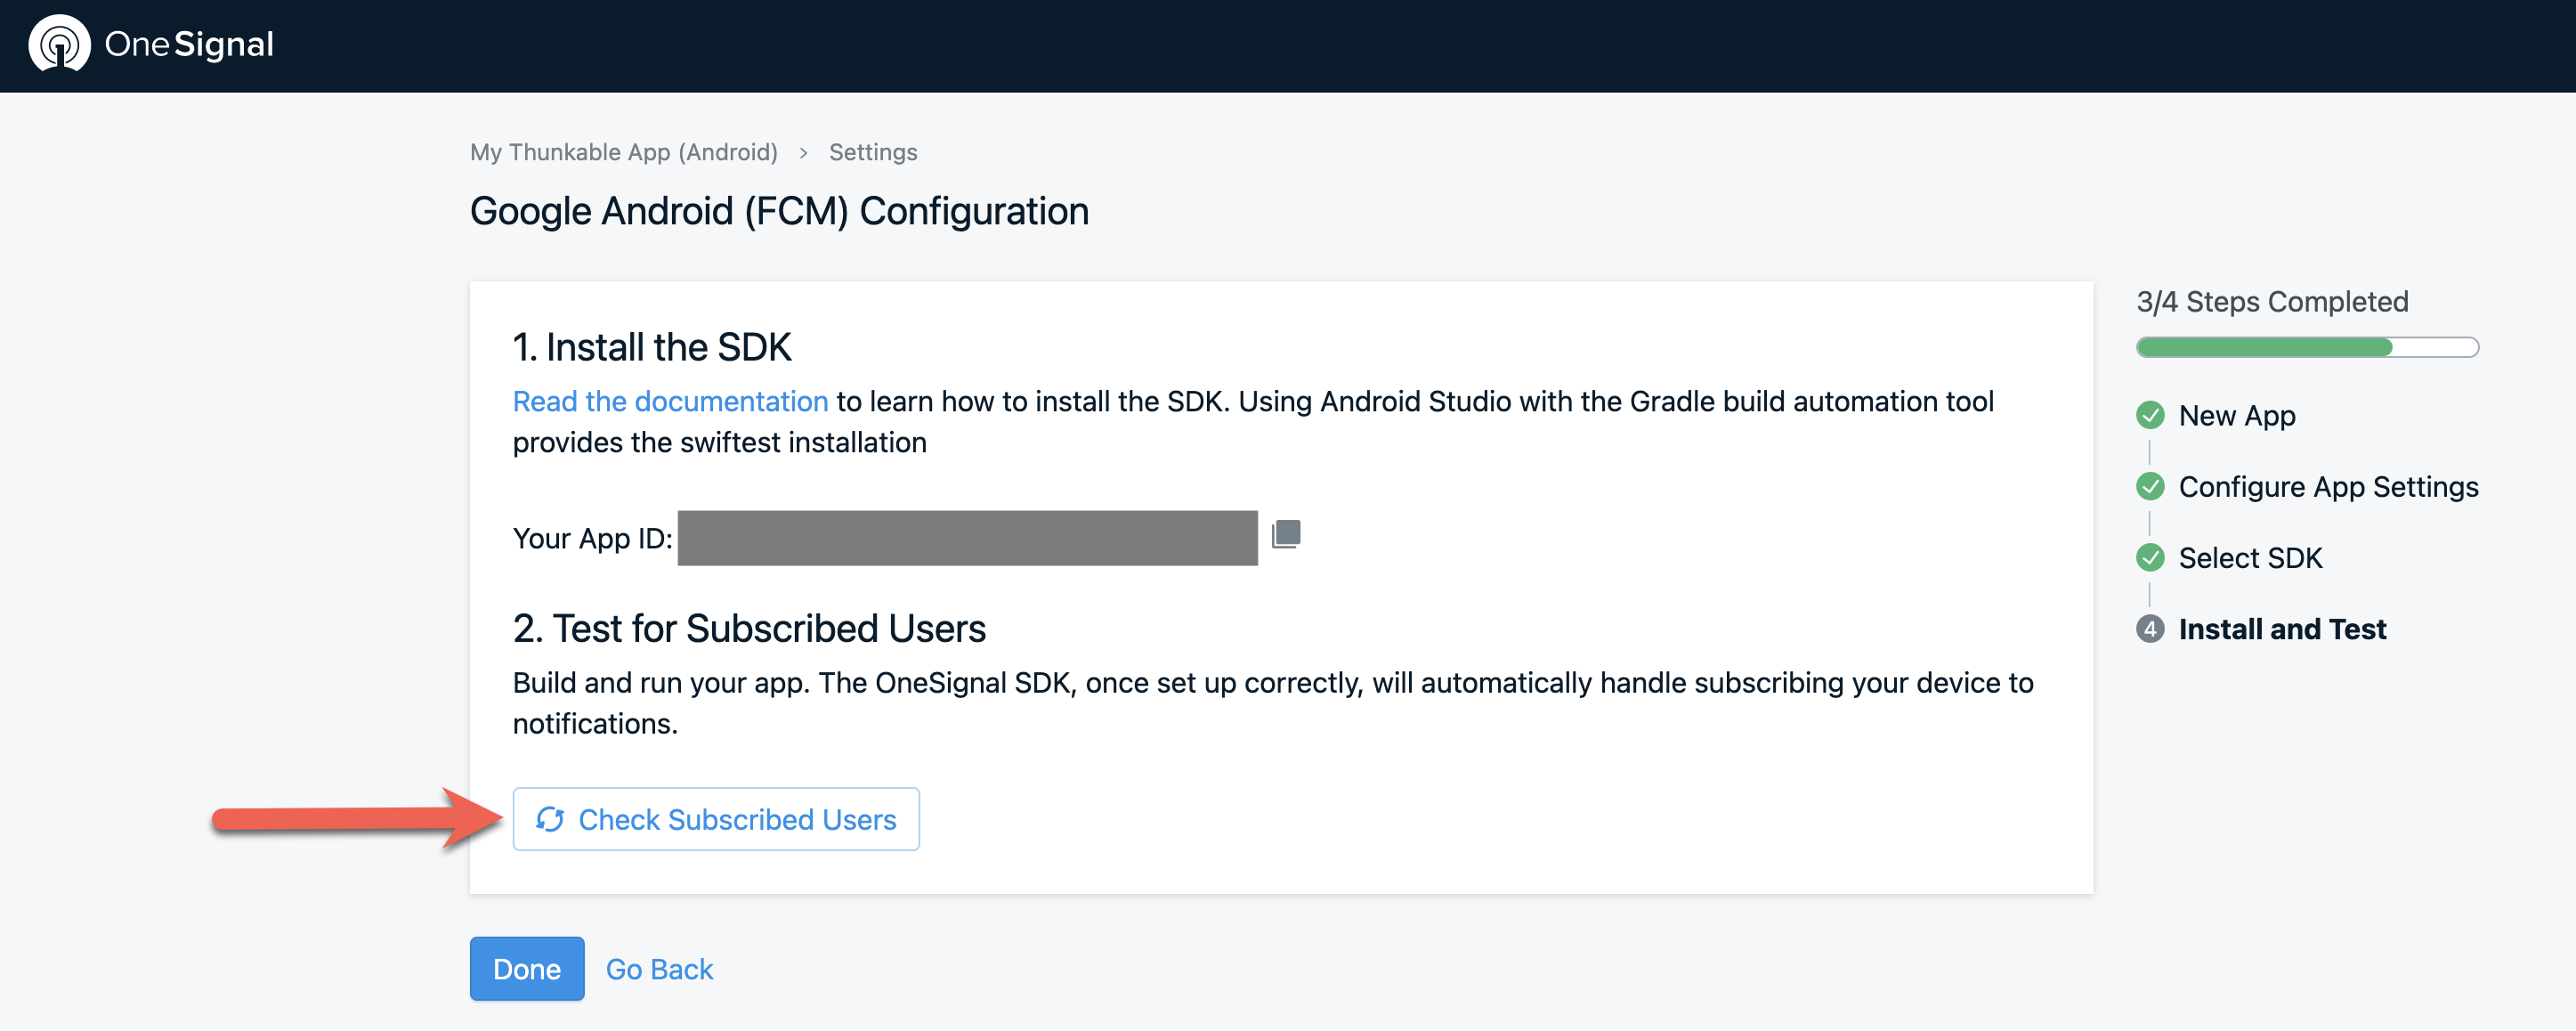 OneSignal
My Thunkable App (Android) > Settings
Google Android (FCM) Configuration
1. Install the SDK
Read the documentation to learn how to install the SDK. Using Android Studio with the Gradle build automation tool
provides the swiftest installation
Your App ID:
2. Test for Subscribed Users
Build and run your app. The OneSignal SDK, once set up correctly, will automatically handle subscribing your device to
notifications.
Check Subscribed Users
Done Go Back
3/4 Steps Completed
New App
Configure App Settings
Select SDK
4 Install and Test